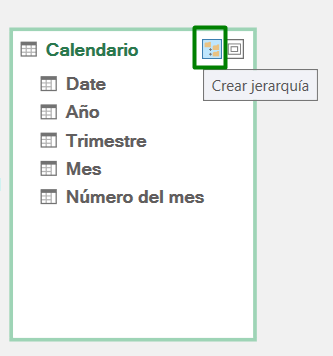 Calendario
Crear jerarquía
Date
Año
Trimestre
Mes
Número del mes